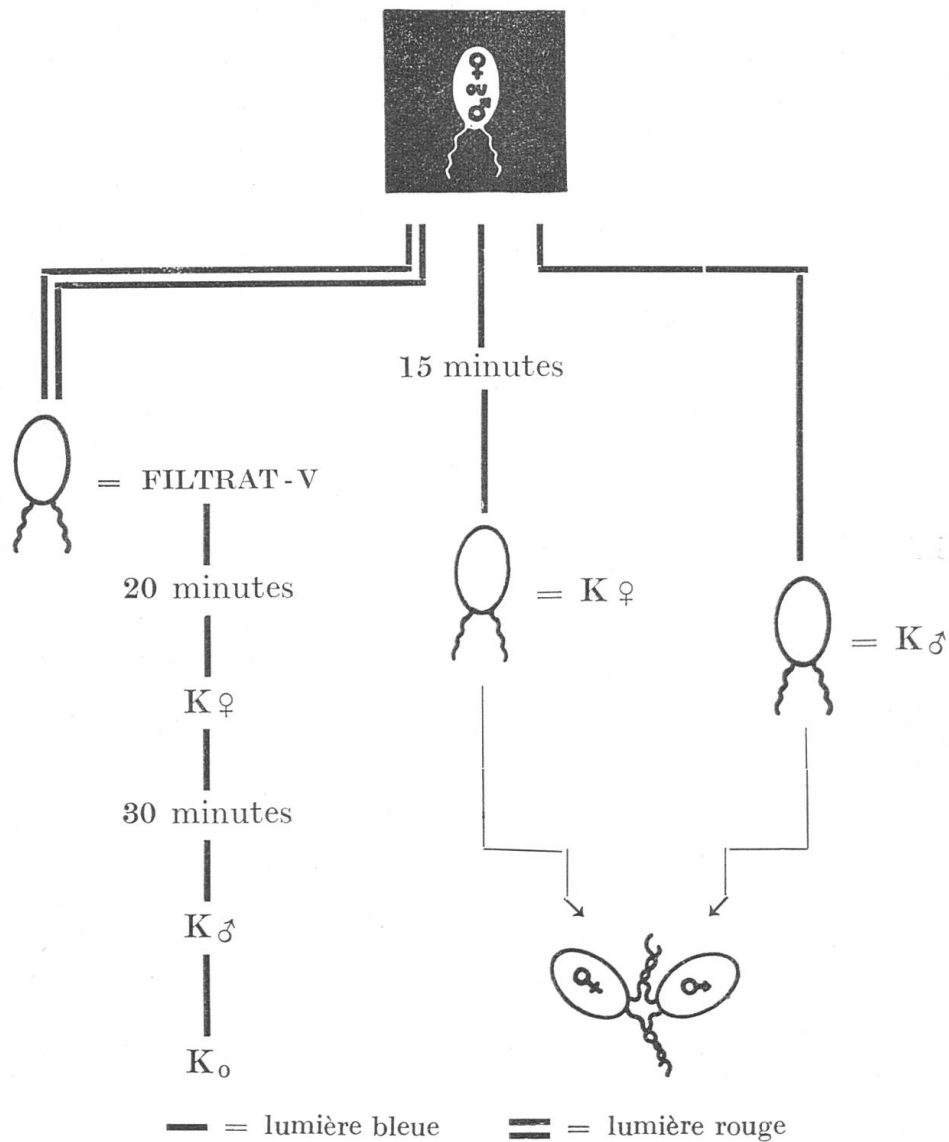 ♀
ou
♂
15 minutes
= FILTRAT-V
20 minutes
= K ♀
= K ♂
K ♀
30 minutes
K ♂
♀ ♂
K₀
— = lumière bleue = = lumière rouge